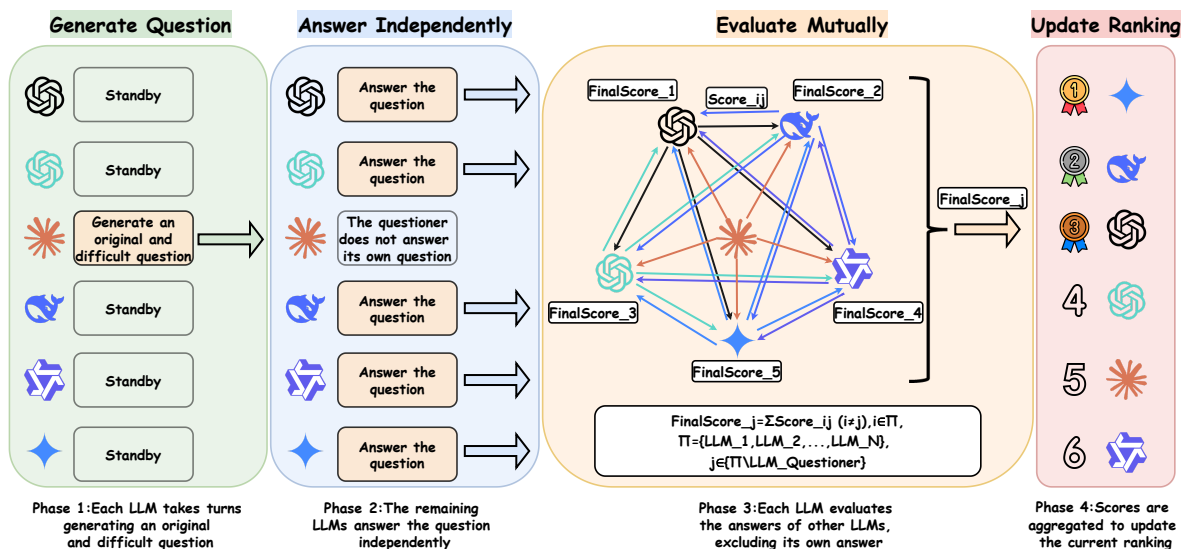 Generate Question
Answer Independently
Evaluate Mutually
Update Ranking
Standby
Standby
Generate an
original and
difficult question
Standby
Standby
Standby
Answer the
question
Answer the
question
The questioner
does not answer
its own question
Answer the
question
Answer the
question
Answer the
question
FinalScore_1
Score_ij
FinalScore_2
FinalScore_3
FinalScore_4
FinalScore_5
FinalScore_j
FinalScore_j=ΣScore_ij (i≠j),i∈Π,
Π={LLM_1,LLM_2,...,LLM_N},
j∈{Π\LLM_Questioner}
1
2
3
4
5
6
Phase 1:Each LLM takes turns
generating an original
and difficult question
Phase 2:The remaining
LLMs answer the question
independently
Phase 3:Each LLM evaluates
the answers of other LLMs,
excluding its own answer
Phase 4:Scores are
aggregated to update
the current ranking